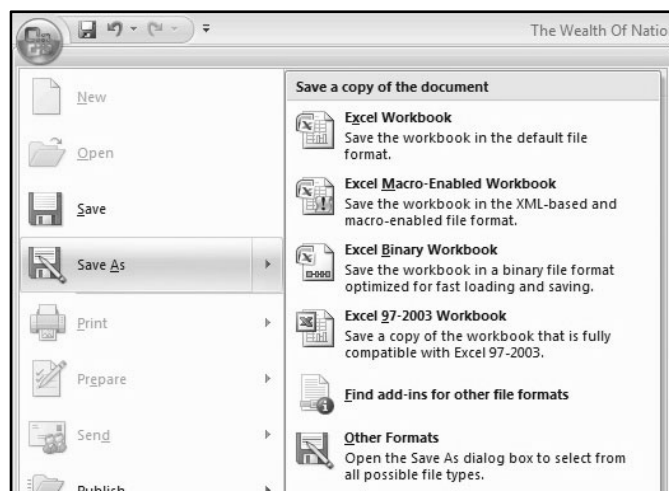 The Wealth Of Natio
New
Open
Save
Save As
Print
Prepare
Send
Publish
Save a copy of the document
Excel Workbook
Save the workbook in the default file
format.
Excel Macro-Enabled Workbook
Save the workbook in the XML-based and
macro-enabled file format.
Excel Binary Workbook
Save the workbook in a binary file format
optimized for fast loading and saving.
Excel 97-2003 Workbook
Save a copy of the workbook that is fully
compatible with Excel 97-2003.
Find add-ins for other file formats
Other Formats
Open the Save As dialog box to select from
all possible file types.